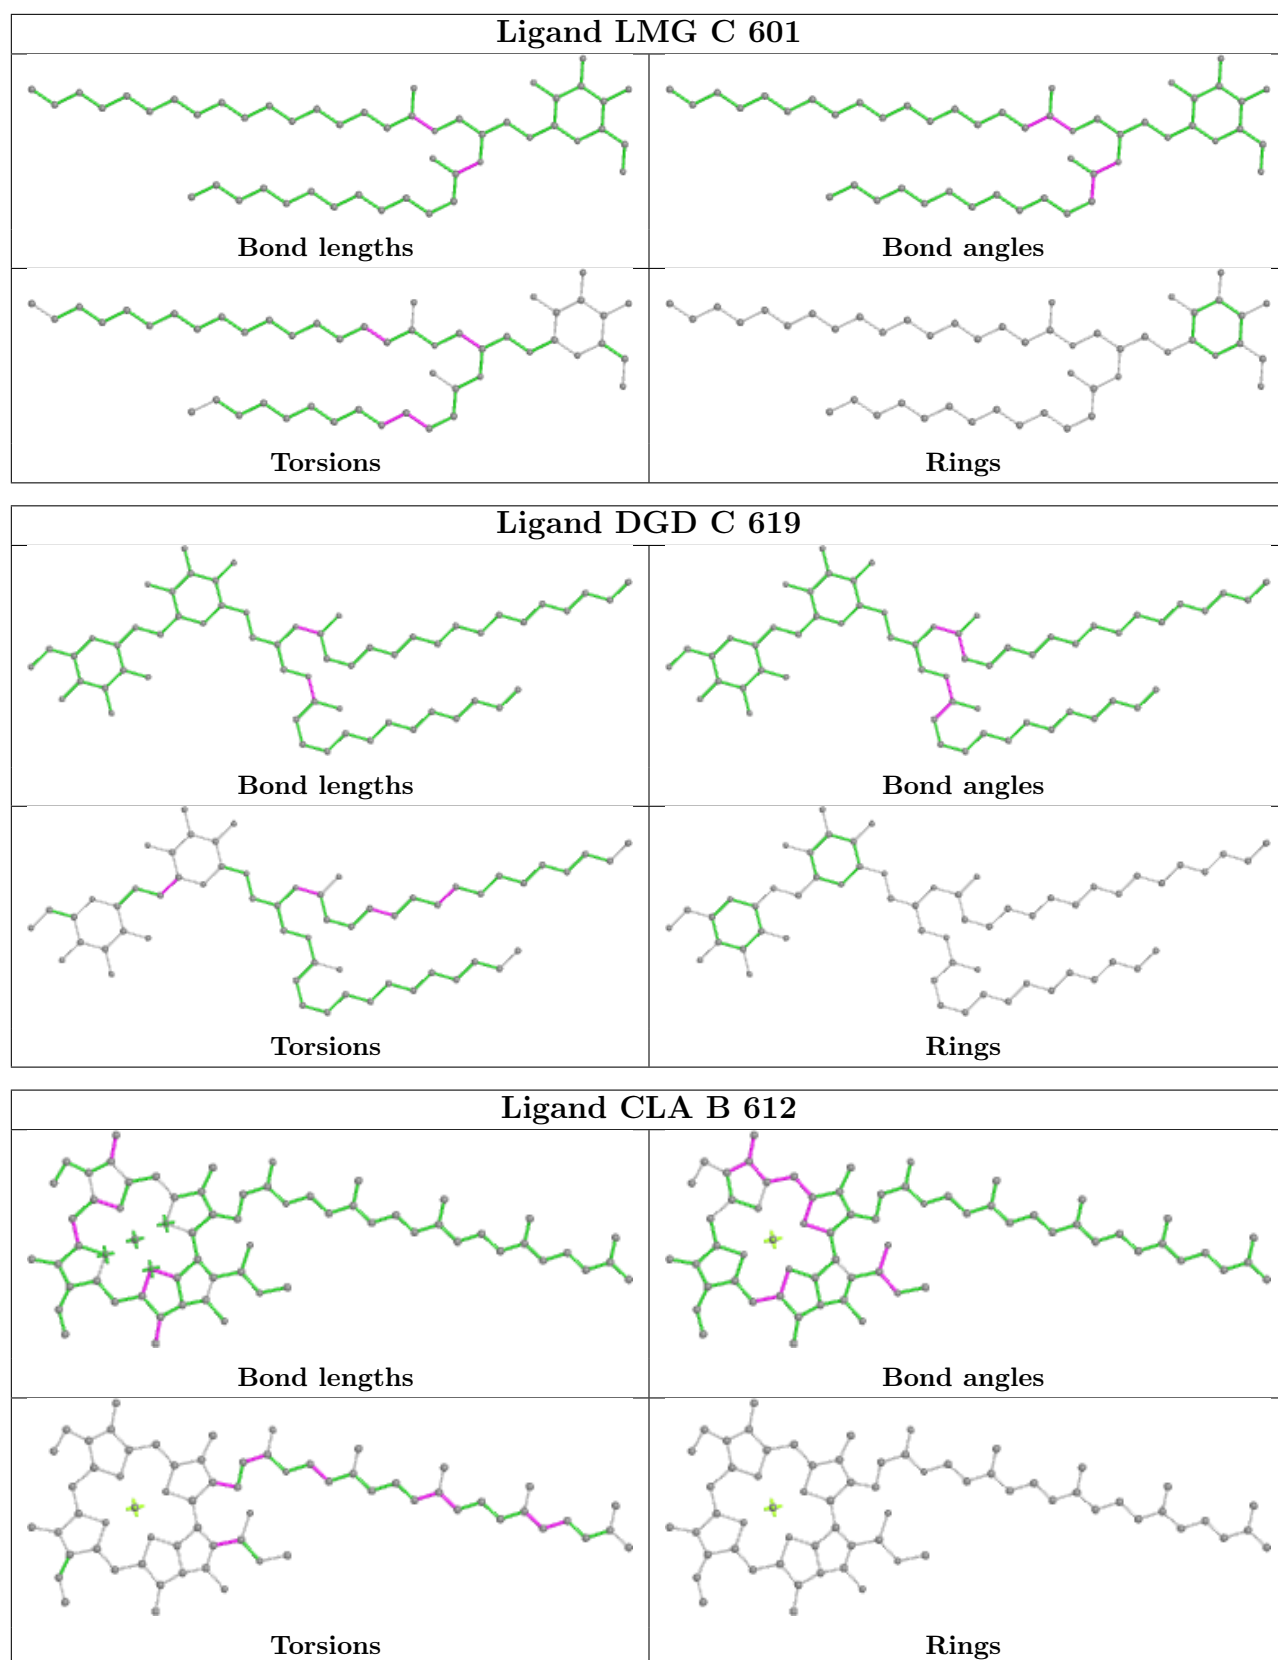 Ligand LMG C 601
Bond lengths
Bond angles
Torsions
Rings
Ligand DGD C 619
Bond lengths
Bond angles
Torsions
Rings
Ligand CLA B 612
Bond lengths
Bond angles
Torsions
Rings